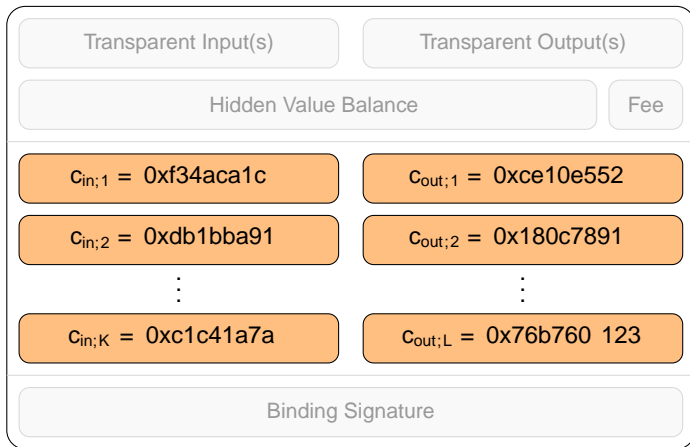 Transparent Input(s) Transparent Output(s)
Hidden Value Balance Fee
c_in;1 = 0xf34aca1c c_out;1 = 0xce10e552
c_in;2 = 0xdb1bba91 c_out;2 = 0x180c7891
⋮ ⋮
c_in;K = 0xc1c41a7a c_out;L = 0x76b760 123
Binding Signature